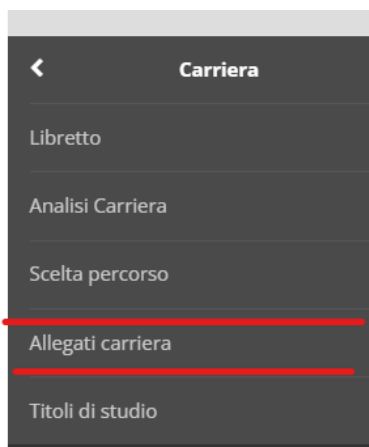 Carriera
Libretto
Analisi Carriera
Scelta percorso
Allegati carriera
Titoli di studio